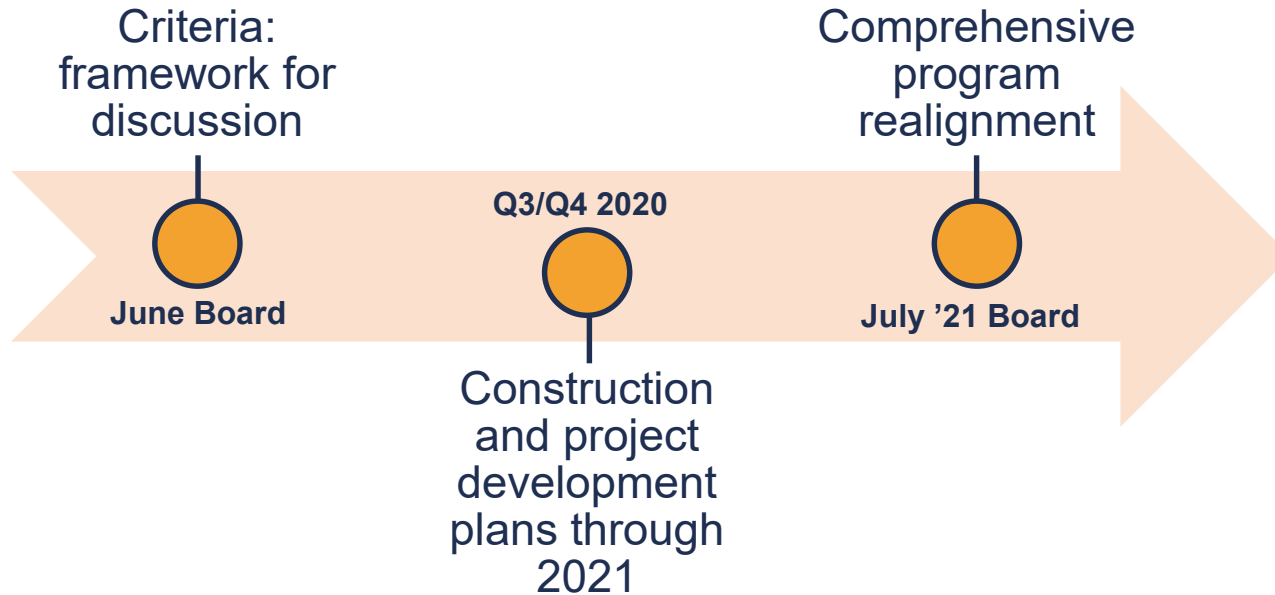 Criteria:
framework for
discussion
June Board
Q3/Q4 2020
Construction
and project
development
plans through
2021
Comprehensive
program
realignment
July ’21 Board